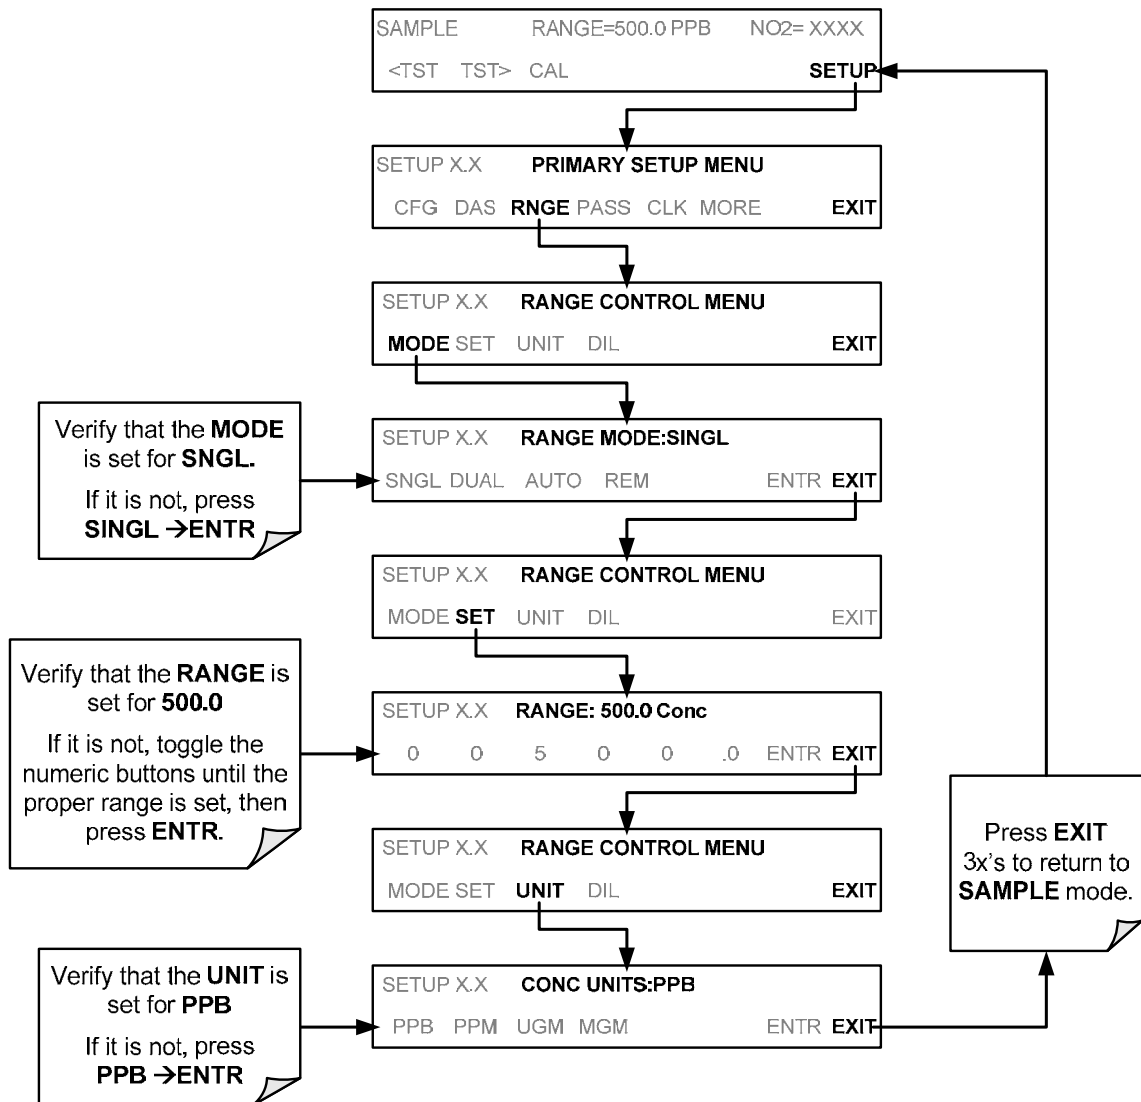 SAMPLE RANGE=500.0 PPB NO2= XXXX
<TST TST> CAL SETUP
SETUP X.X PRIMARY SETUP MENU
CFG DAS RNGE PASS CLK MORE EXIT
SETUP X.X RANGE CONTROL MENU
MODE SET UNIT DIL EXIT
Verify that the MODE
is set for SNGL.
If it is not, press
SINGL →ENTR
SETUP X.X RANGE MODE:SINGL
SNGL DUAL AUTO REM ENTR EXIT
SETUP X.X RANGE CONTROL MENU
MODE SET UNIT DIL EXIT
Verify that the RANGE is
set for 500.0
If it is not, toggle the
numeric buttons until the
proper range is set, then
press ENTR.
SETUP X.X RANGE: 500.0 Conc
0 0 5 0 0 .0 ENTR EXIT
SETUP X.X RANGE CONTROL MENU
MODE SET UNIT DIL EXIT
Verify that the UNIT is
set for PPB
If it is not, press
PPB →ENTR
SETUP X.X CONC UNITS:PPB
PPB PPM UGM MGM ENTR EXIT
Press EXIT
3x's to return to
SAMPLE mode.